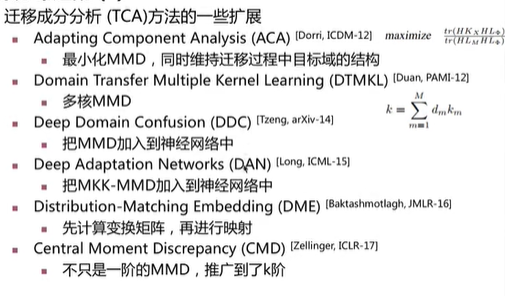 迁移成分分析 (TCA)方法的一些扩展
Adapting Component Analysis (ACA) [Dorri, ICDM-12] maximize tr(HK_X HL_Φ) / tr(HL_M HL_Φ)
最小化MMD，同时维持迁移过程中目标域的结构
Domain Transfer Multiple Kernel Learning (DTMKL) [Duan, PAMI-12]
多核MMD
k = ∑_{m=1}^{M} d_m k_m
Deep Domain Confusion (DDC) [Tzeng, arXiv-14]
把MMD加入到神经网络中
Deep Adaptation Networks (DAN) [Long, ICML-15]
把MKK-MMD加入到神经网络中
Distribution-Matching Embedding (DME) [Baktashmotlagh, JMLR-16]
先计算变换矩阵，再进行映射
Central Moment Discrepancy (CMD) [Zellinger, ICLR-17]
不只是一阶的MMD，推广到了k阶